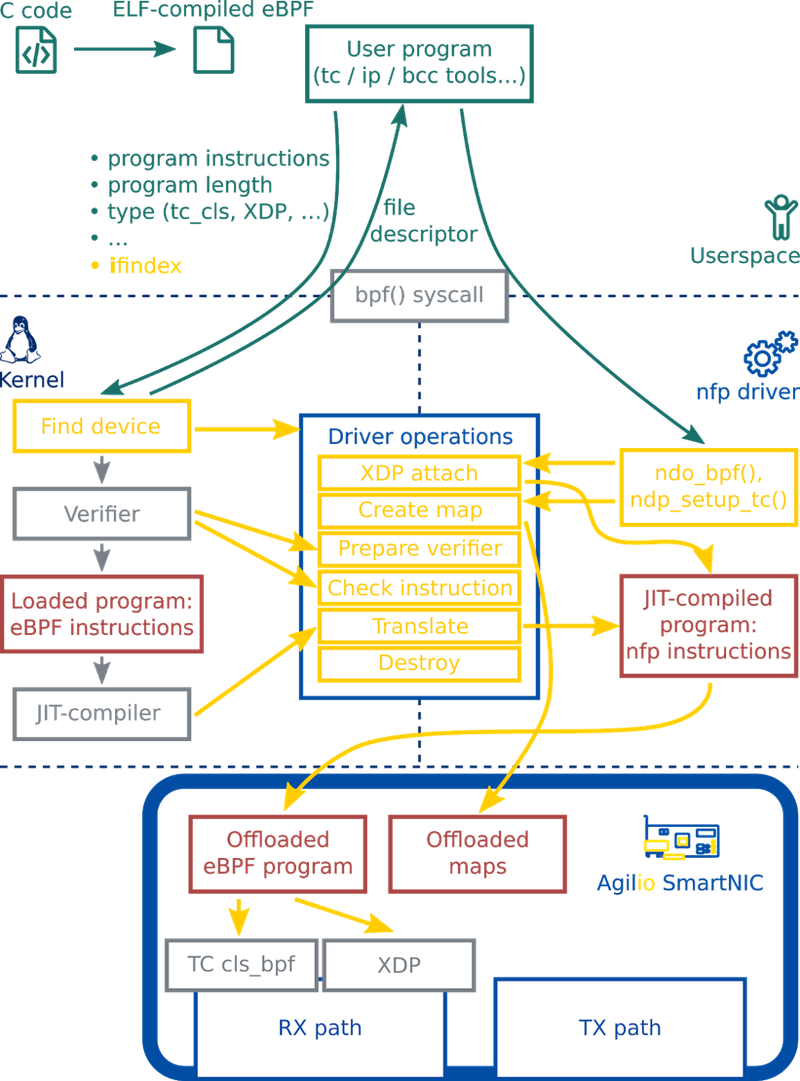 C code
ELF-compiled eBPF
User program
(tc / ip / bcc tools…)
• program instructions
• program length
• type (tc_cls, XDP, …)
• …
• ifindex
file
descriptor
Userspace
bpf() syscall
Kernel
nfp driver
Find device
Verifier
Loaded program:
eBPF instructions
JIT-compiler
Driver operations
XDP attach
Create map
Prepare verifier
Check instruction
Translate
Destroy
ndo_bpf(),
ndp_setup_tc()
JIT-compiled
program:
nfp instructions
Offloaded
eBPF program
Offloaded
maps
Agilio SmartNIC
TC cls_bpf
XDP
RX path
TX path